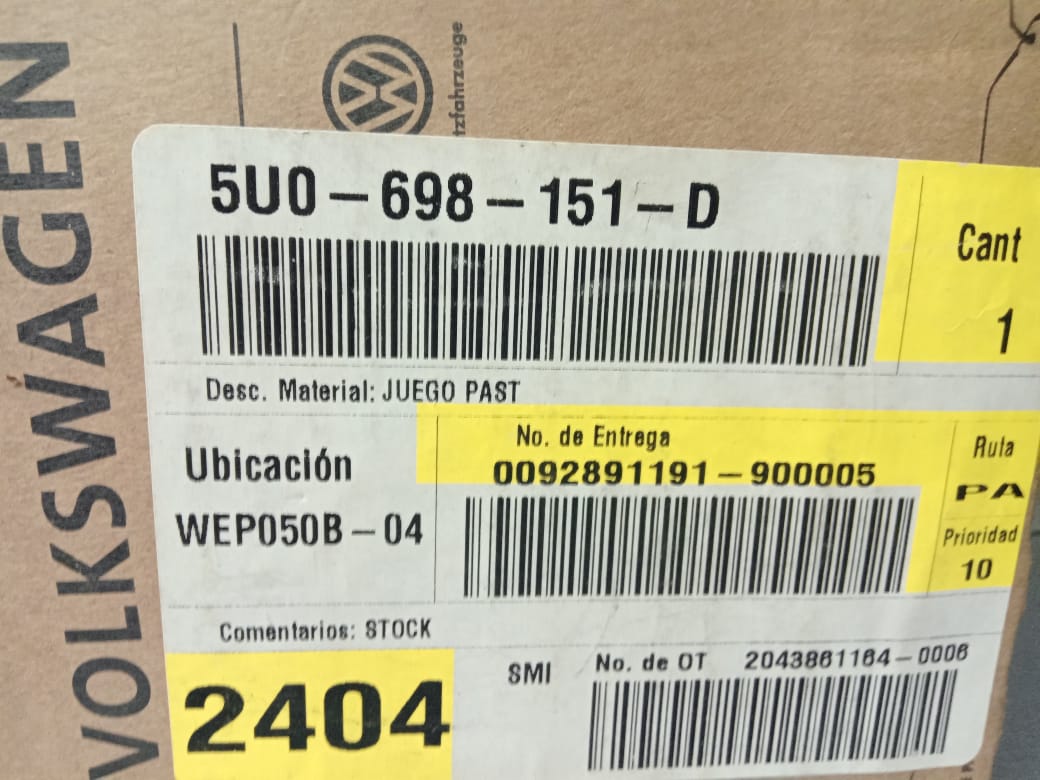 VOLKSWAGEN
tzfahrzeuge
5U0-698-151-D
Cant
1
Desc. Material: JUEGO PAST
Ubicación
WEP050B-04
No. de Entrega
0092891191-900005
Ruta
PA
Prioridad
10
Comentarios: STOCK
2404
SMI
No. de OT 2043861164-0006